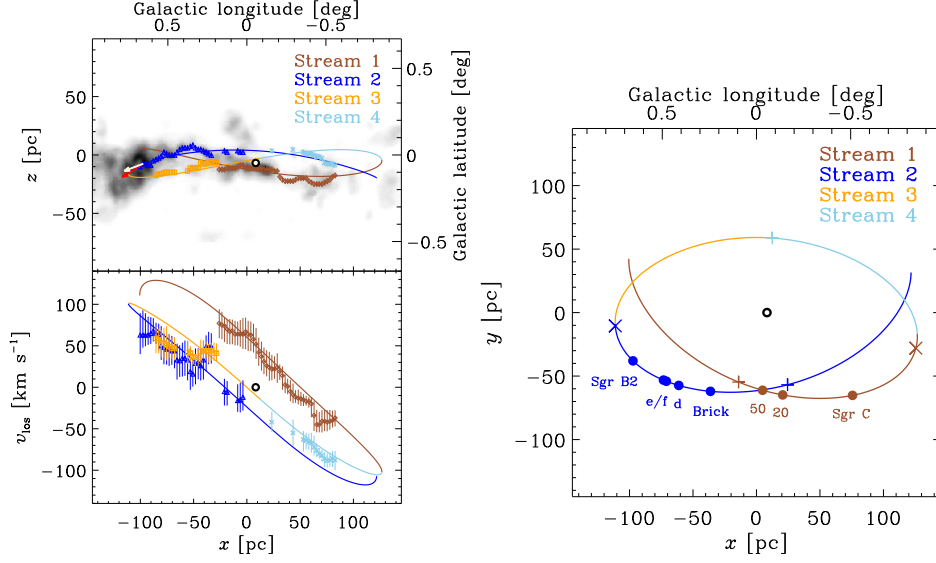 Galactic longitude [deg]
0.5 0 −0.5
Stream 1
Stream 2
Stream 3
Stream 4
z [pc]
50
0
−50
0.5
0
−0.5
Galactic latitude [deg]
v_los [km s⁻¹]
100
50
0
−50
−100
−100 −50 0 50 100
x [pc]
Galactic longitude [deg]
0.5 0 −0.5
Stream 1
Stream 2
Stream 3
Stream 4
y [pc]
100
50
0
−50
−100
Sgr B2
e/f d
Brick
50 20
Sgr C
−100 −50 0 50 100
x [pc]